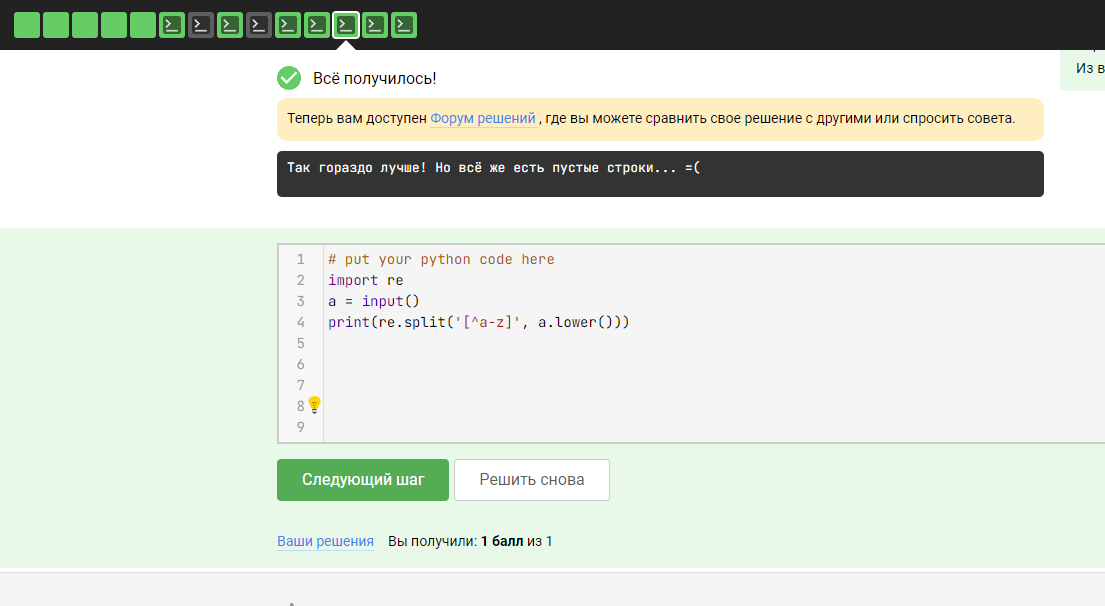 Из в
Всё получилось!
Теперь вам доступен Форум решений , где вы можете сравнить свое решение с другими или спросить совета.
Так гораздо лучше! Но всё же есть пустые строки... =(
1 # put your python code here
2 import re
3 a = input()
4 print(re.split('[^a-z]', a.lower()))
5
6
7
8
9
Следующий шаг Решить снова
Ваши решения Вы получили: 1 балл из 1